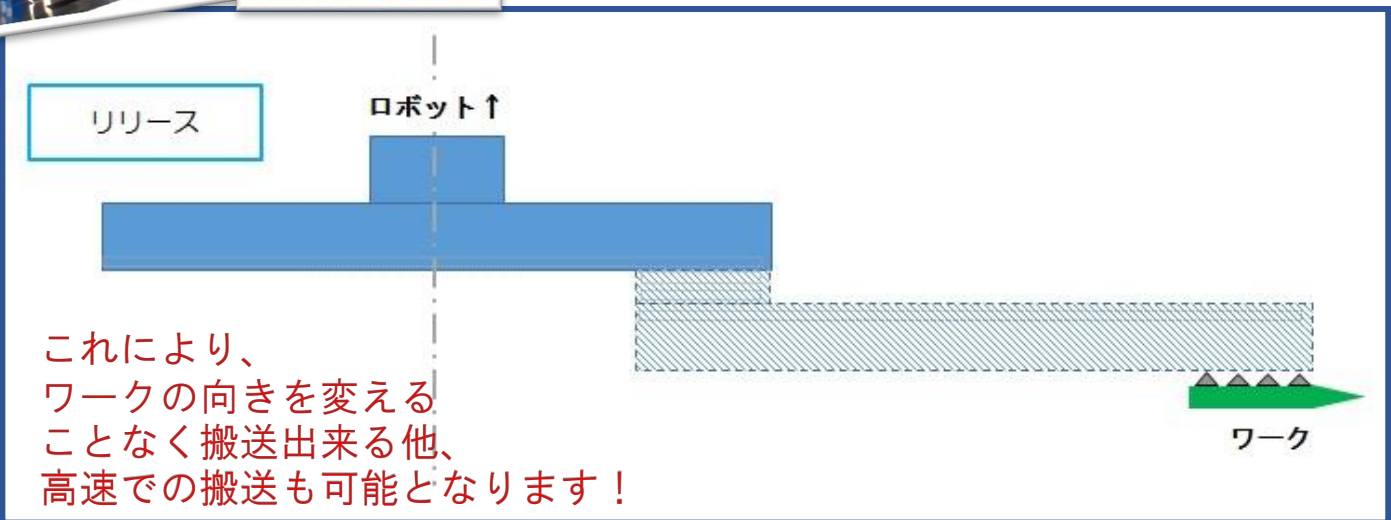 リリース
ロボット↑
これにより、
ワークの向きを変える
ことなく搬送出来る他、
高速での搬送も可能となります！
ワーク